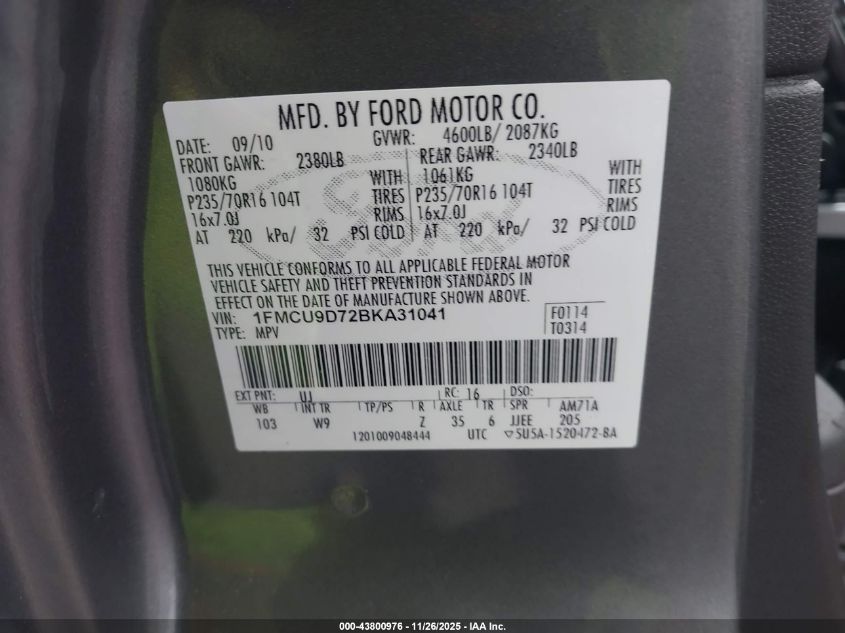 MFD. BY FORD MOTOR CO.
DATE: 09/10 GVWR: 4600LB/ 2087KG
FRONT GAWR: 2380LB REAR GAWR: 2340LB
1080KG WITH 1061KG WITH
P235/70R16 104T TIRES P235/70R16 104T TIRES
16x7.0J RIMS 16x7.0J RIMS
AT 220 kPa/ 32 PSI COLD AT 220 kPa/ 32 PSI COLD
THIS VEHICLE CONFORMS TO ALL APPLICABLE FEDERAL MOTOR
VEHICLE SAFETY AND THEFT PREVENTION STANDARDS IN
EFFECT ON THE DATE OF MANUFACTURE SHOWN ABOVE.
VIN: 1FMCU9D72BKA31041 F0114
TYPE: MPV T0314
EXT PNT: UJ RC: 16 DSO:
WB INT TR TP/PS R AXLE TR SPR AM71A
103 W9 Z 35 6 JJEE 205
1201009048444 UTC ▽5U5A-1520472-BA
000-43800976 - 11/26/2025 - IAA Inc.